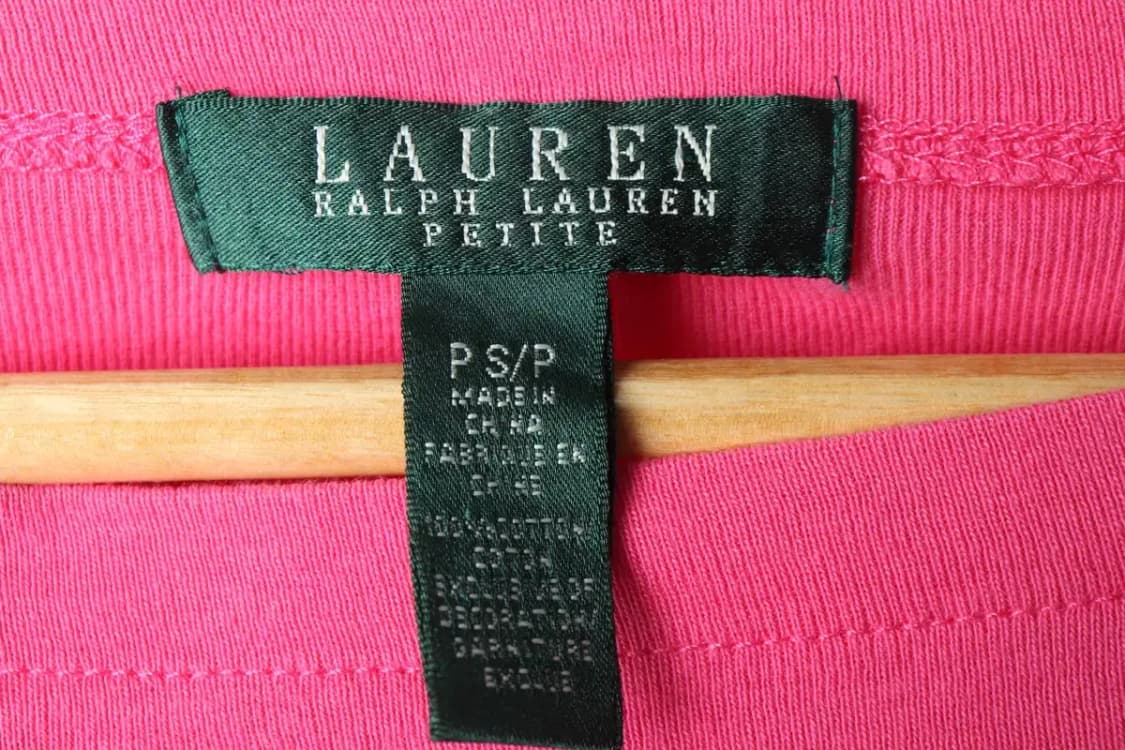 LAUREN
RALPH LAUREN
PETITE
P S/P
MADE IN
CHINA
FABRIQUE EN
CHINE
100% COTTON
COTON
EXCLUSIVE OF
DECORATION/
GARNITURE
EXCLUE